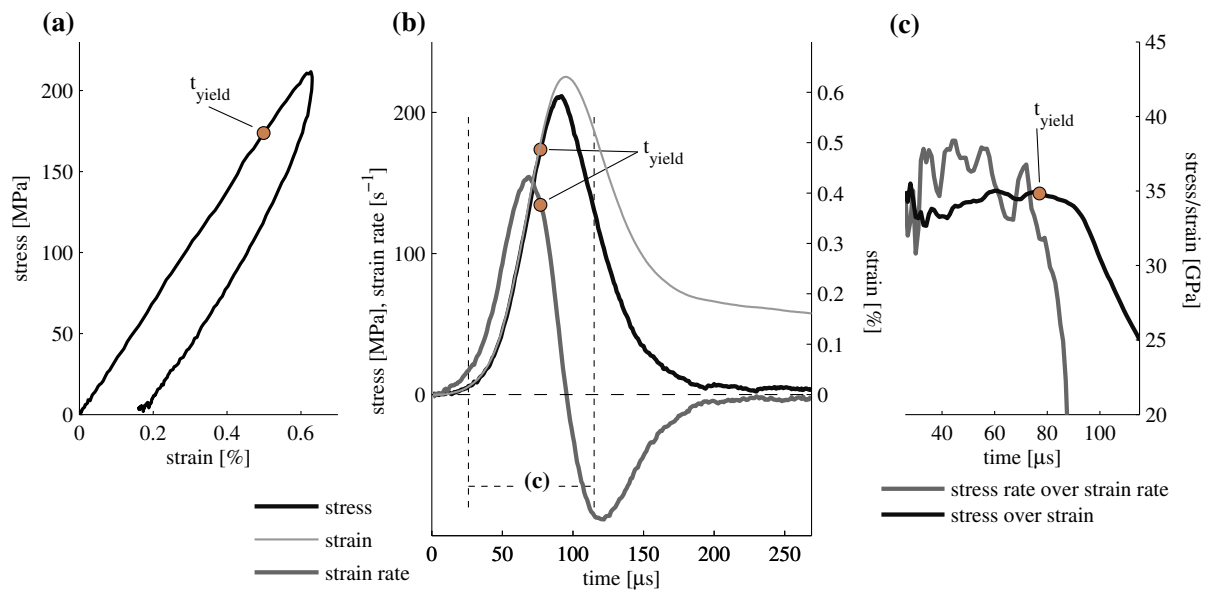 (a)
stress [MPa]
200
150
100
50
0
t_yield
0
0.2
0.4
0.6
strain [%]
(b)
stress [MPa], strain rate [s⁻¹]
200
100
0
t_yield
(c)
0
50
100
150
200
250
time [μs]
0.6
0.5
0.4
0.3
0.2
0.1
0
strain [%]
stress
strain
strain rate
(c)
t_yield
45
40
35
30
25
20
stress/strain [GPa]
40
60
80
100
time [μs]
stress rate over strain rate
stress over strain